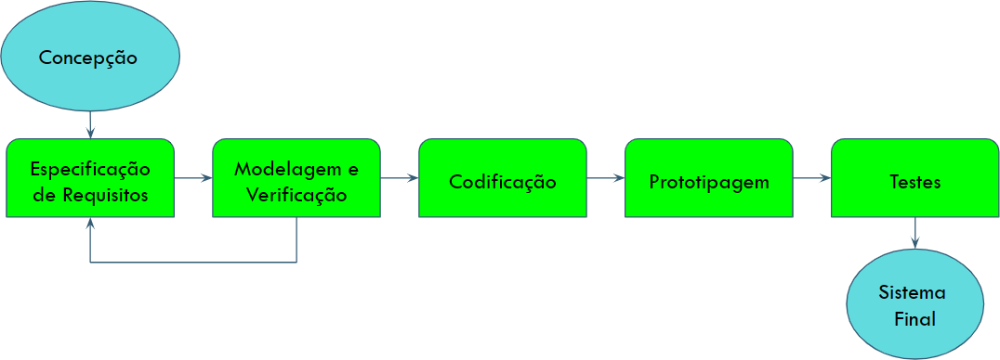 Concepção
Especificação
de Requisitos
Modelagem e
Verificação
Codificação
Prototipagem
Testes
Sistema
Final